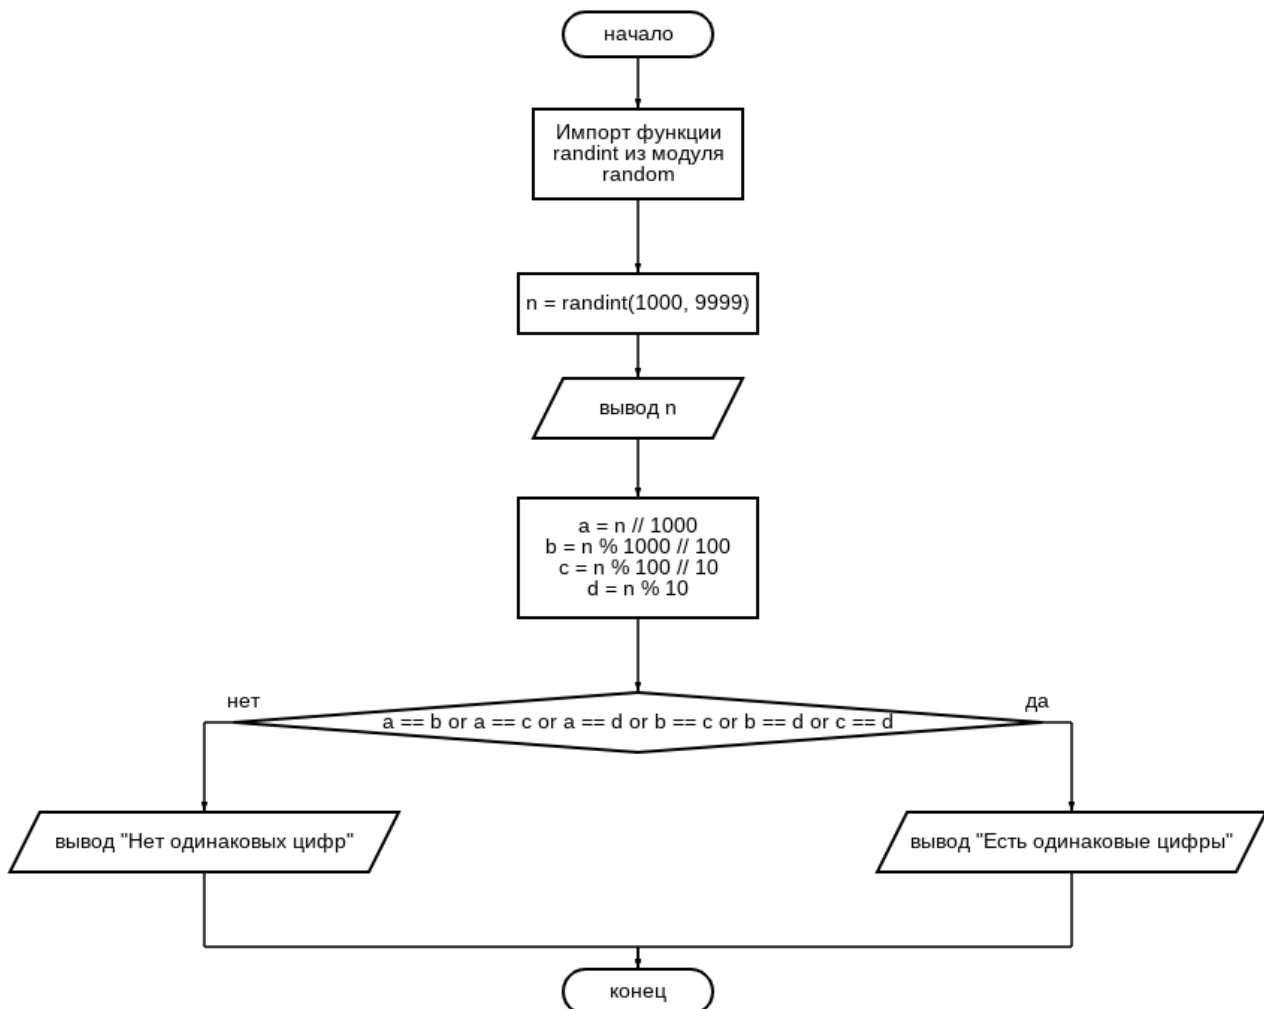 начало
Импорт функции
randint из модуля
random
n = randint(1000, 9999)
вывод n
a = n // 1000
b = n % 1000 // 100
c = n % 100 // 10
d = n % 10
нет
да
a == b or a == c or a == d or b == c or b == d or c == d
вывод "Нет одинаковых цифр"
вывод "Есть одинаковые цифры"
конец